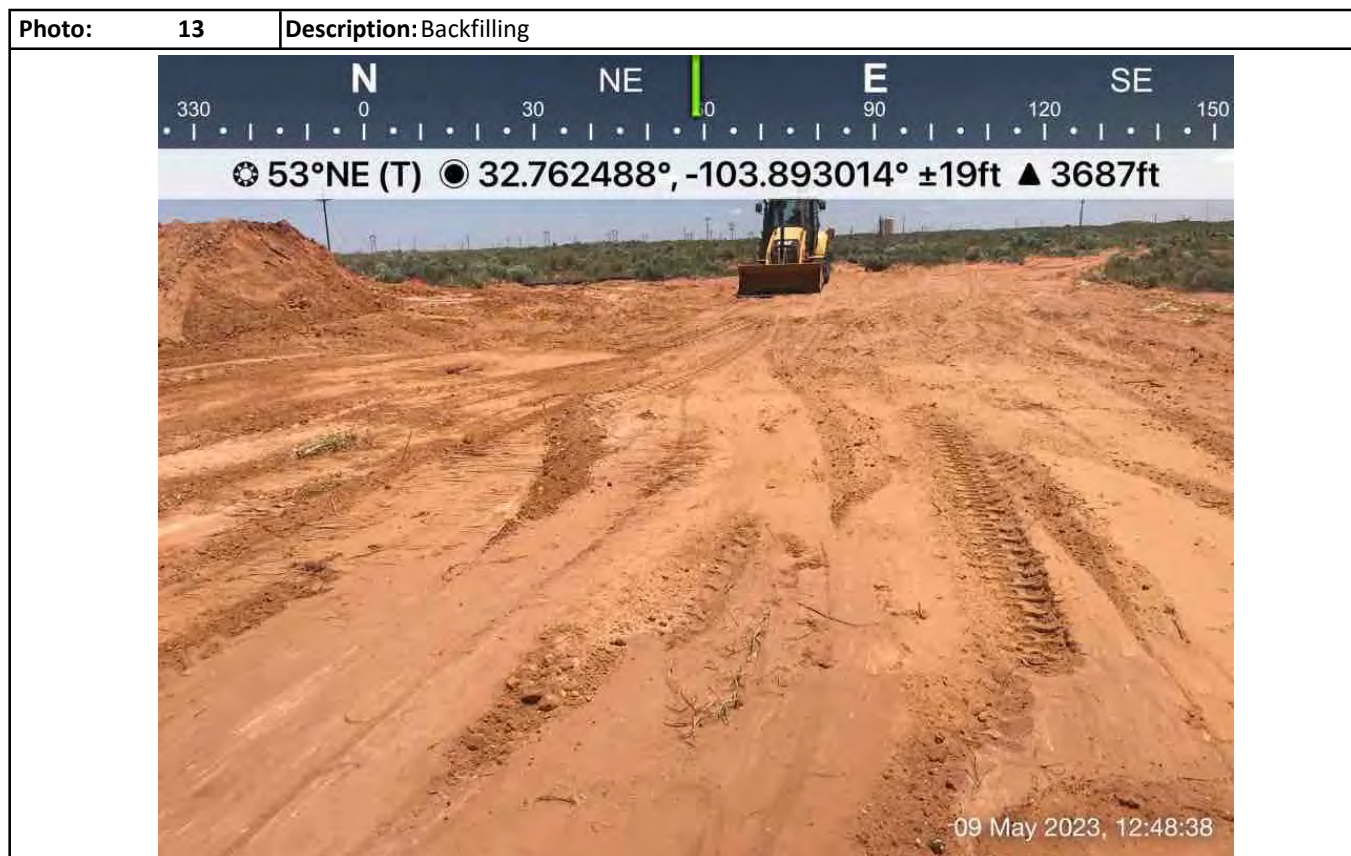 Photo: 13 Description: Backfilling
N NE E SE
330 0 30 60 90 120 150
53°NE (T) 32.762488°, -103.893014° ±19ft ▲ 3687ft
09 May 2023, 12:48:38